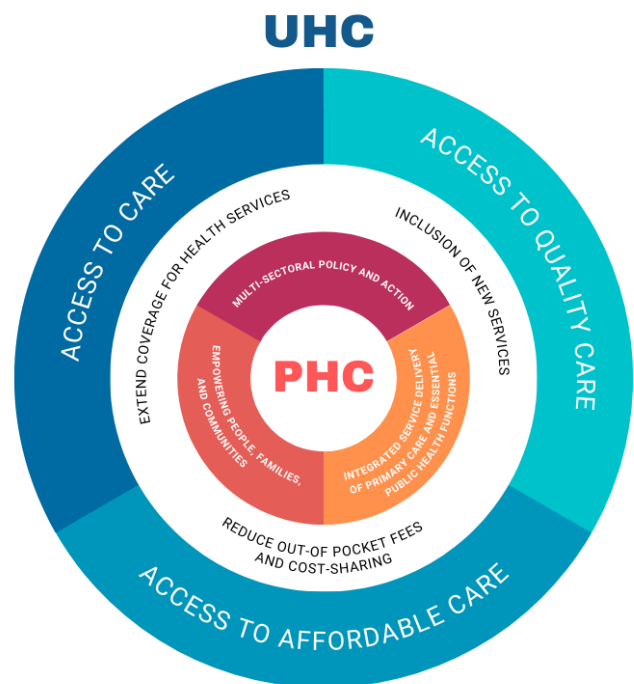 UHC
ACCESS TO CARE
ACCESS TO QUALITY CARE
EXTEND COVERAGE FOR HEALTH SERVICES
INCLUSION OF NEW SERVICES
MULTI-SECTORAL POLICY AND ACTION
PHC
EMPOWERING PEOPLE, FAMILIES,
AND COMMUNITIES
INTEGRATED SERVICE DELIVERY
OF PRIMARY CARE AND ESSENTIAL
PUBLIC HEALTH FUNCTIONS
REDUCE OUT-OF POCKET FEES
AND COST-SHARING
ACCESS TO AFFORDABLE CARE